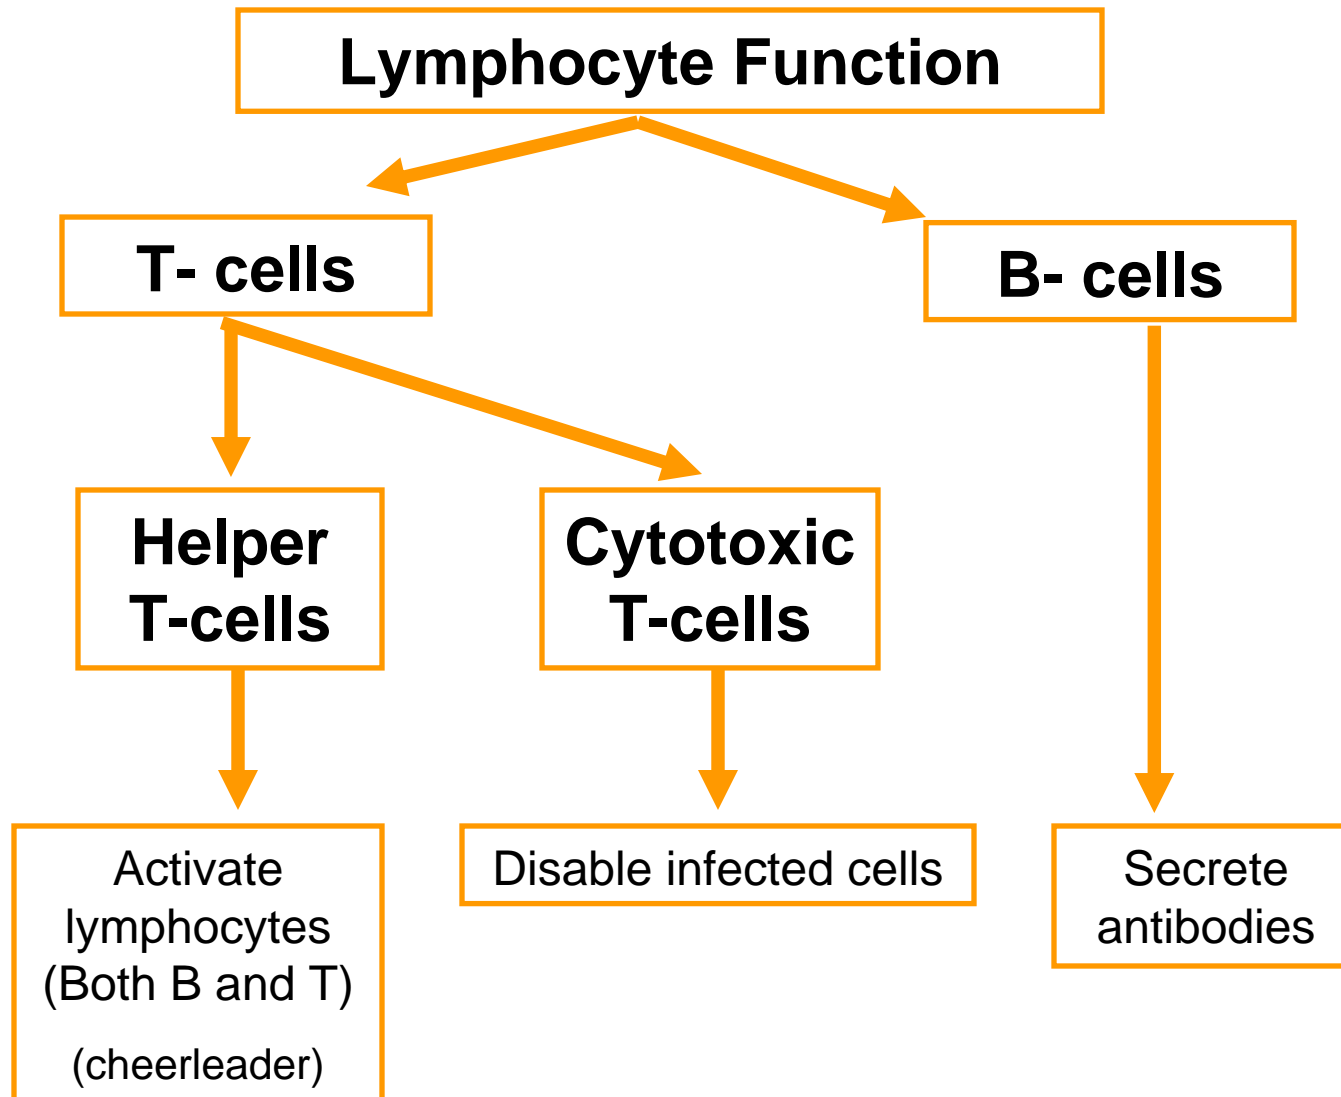 Lymphocyte Function
T- cells
B- cells
Helper
T-cells
Cytotoxic
T-cells
Activate
lymphocytes
(Both B and T)
(cheerleader)
Disable infected cells
Secrete
antibodies